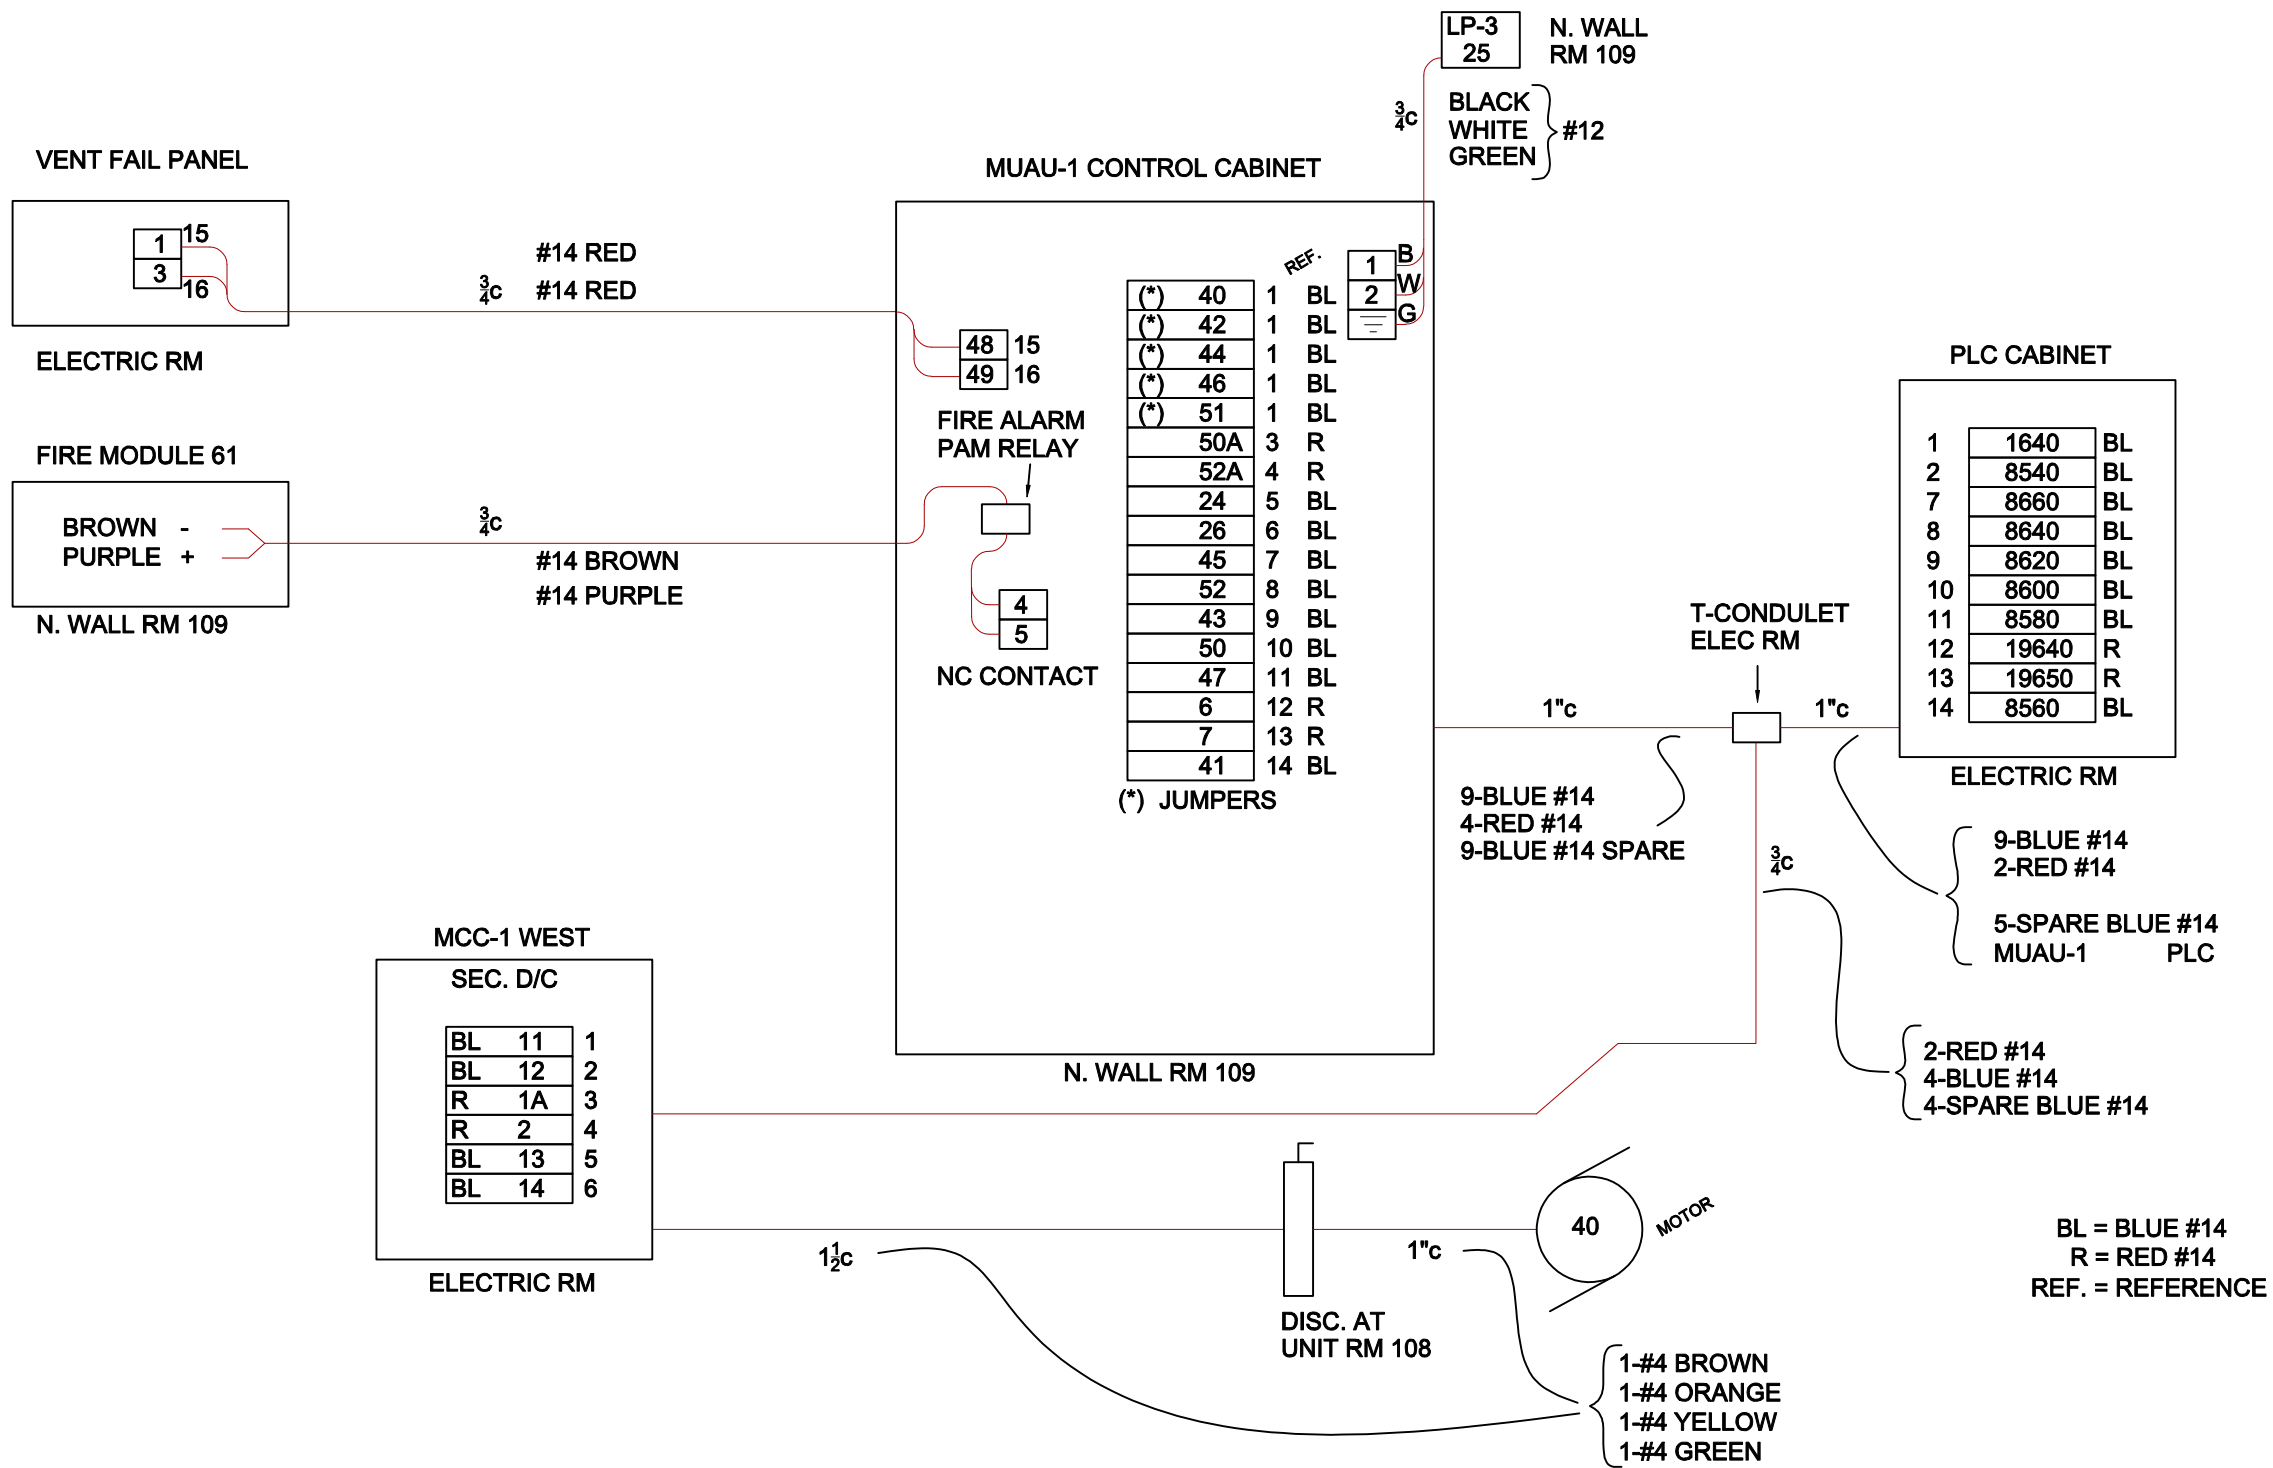 LP-3
25
N. WALL
RM 109
¾c
BLACK
WHITE
GREEN
#12
VENT FAIL PANEL
1 15
3 16
ELECTRIC RM
#14 RED
¾c #14 RED
FIRE MODULE 61
BROWN -
PURPLE +
N. WALL RM 109
¾c
#14 BROWN
#14 PURPLE
MUAU-1 CONTROL CABINET
REF.
1 B
2 W
G
48 15
49 16
FIRE ALARM
PAM RELAY
4
5
NC CONTACT
(*) 40 1 BL
(*) 42 1 BL
(*) 44 1 BL
(*) 46 1 BL
(*) 51 1 BL
50A 3 R
52A 4 R
24 5 BL
26 6 BL
45 7 BL
52 8 BL
43 9 BL
50 10 BL
47 11 BL
6 12 R
7 13 R
41 14 BL
(*) JUMPERS
N. WALL RM 109
PLC CABINET
1 1640 BL
2 8540 BL
7 8660 BL
8 8640 BL
9 8620 BL
10 8600 BL
11 8580 BL
12 19640 R
13 19650 R
14 8560 BL
ELECTRIC RM
T-CONDULET
ELEC RM
1"c
1"c
9-BLUE #14
4-RED #14
9-BLUE #14 SPARE
¾c
9-BLUE #14
2-RED #14
5-SPARE BLUE #14
MUAU-1 PLC
2-RED #14
4-BLUE #14
4-SPARE BLUE #14
MCC-1 WEST
SEC. D/C
BL 11 1
BL 12 2
R 1A 3
R 2 4
BL 13 5
BL 14 6
ELECTRIC RM
1½c
DISC. AT
UNIT RM 108
1"c
40
MOTOR
1-#4 BROWN
1-#4 ORANGE
1-#4 YELLOW
1-#4 GREEN
BL = BLUE #14
R = RED #14
REF. = REFERENCE